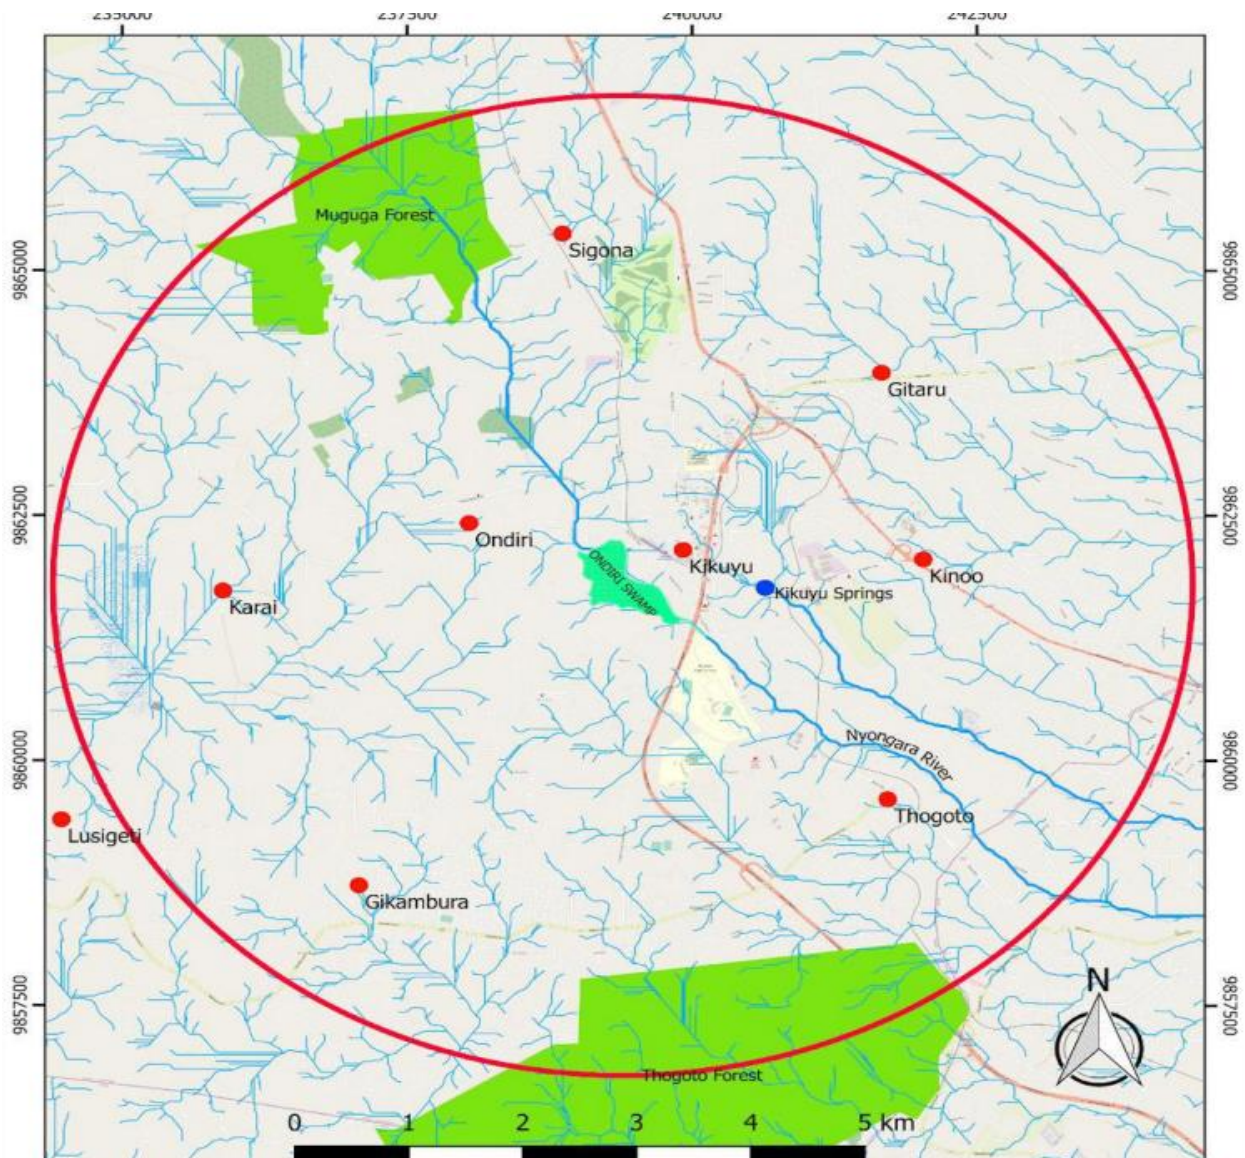 235000 237500 240000 242500
Muguga Forest
Sigona
9865000
9865000
Gitaru
9862500
9862500
Ondiri
ONDIRI SWAMP
Kikuyu
Kinoo
Karai
Kikuyu Springs
Nyongara River
9860000
9860000
Lusigeti
Thogoto
Gikambura
9857500
9857500
N
Thogoto Forest
0 1 2 3 4 5 km